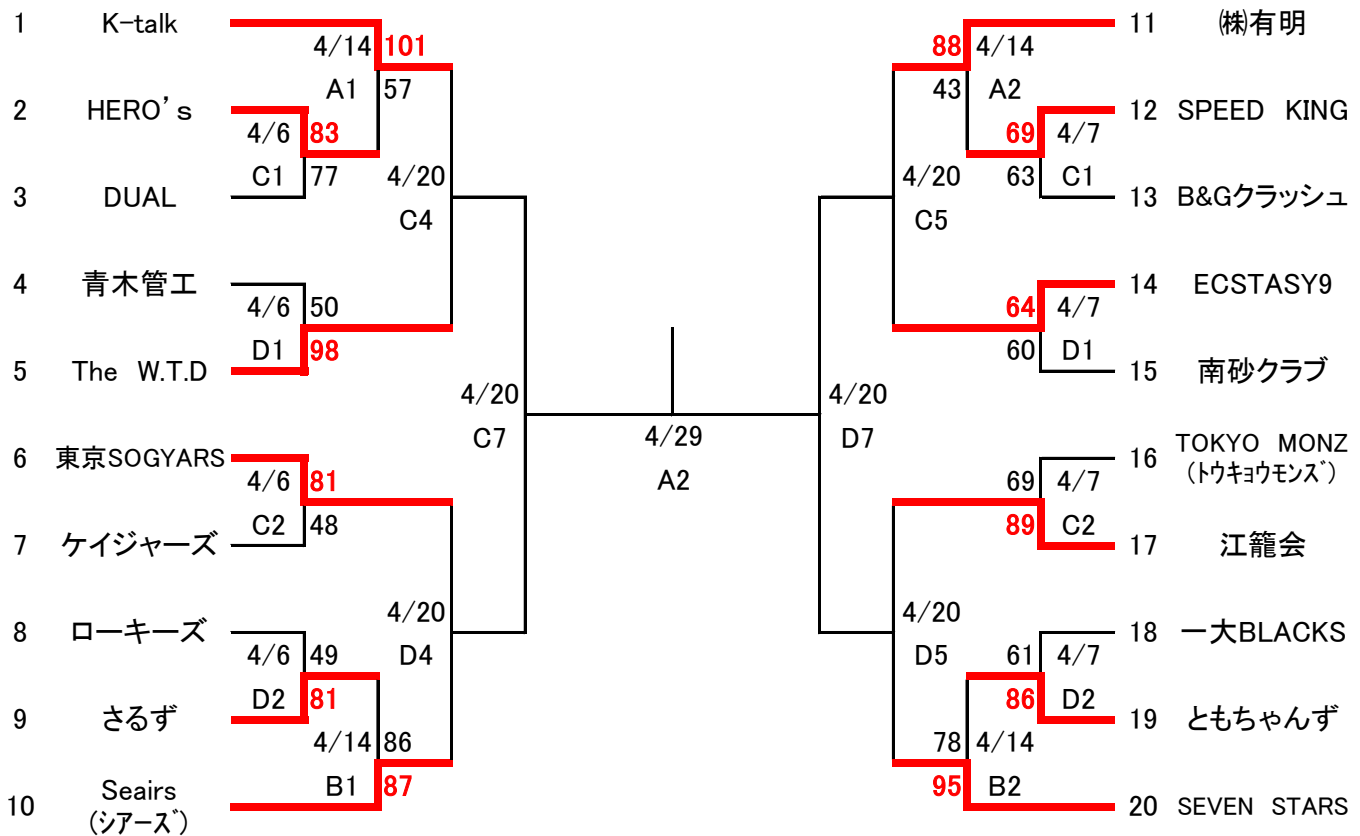 1 K-talk
4/14 101
A1 57
2 HERO's
4/6 83
C1 77
3 DUAL
4/20
C4
4 青木管工
4/6 50
D1 98
5 The W.T.D
4/20
C7
6 東京SOGYARS
4/6 81
C2 48
7 ケイジャーズ
8 ローキーズ
4/20
D4
4/6 49
D2 81
9 さるず
4/14 86
B1 87
10 Seairs
(シアーズ)
4/29
A2
88 4/14 11 ㈱有明
43 A2
12 SPEED KING
69 4/7
63 C1
13 B&Gクラッシュ
4/20
C5
14 ECSTASY9
64 4/7
60 D1
15 南砂クラブ
4/20
D7
16 TOKYO MONZ
(トウキョウモンズ)
69 4/7
89 C2
17 江籠会
4/20
D5
18 一大BLACKS
61 4/7
86 D2
19 ともちゃんず
78 4/14
95 B2
20 SEVEN STARS